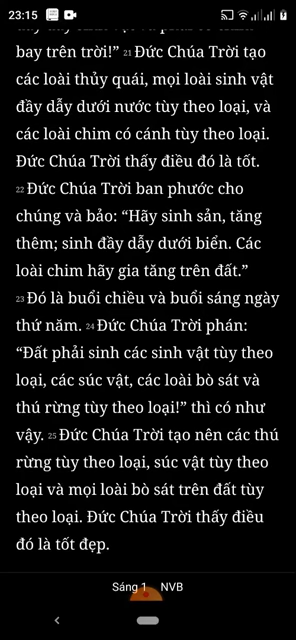 23:15
bay trên trời!” 21 Đức Chúa Trời tạo
các loài thủy quái, mọi loài sinh vật
đầy dẫy dưới nước tùy theo loại, và
các loài chim có cánh tùy theo loại.
Đức Chúa Trời thấy điều đó là tốt.
22 Đức Chúa Trời ban phước cho
chúng và bảo: “Hãy sinh sản, tăng
thêm; sinh đầy dẫy dưới biển. Các
loài chim hãy gia tăng trên đất.”
23 Đó là buổi chiều và buổi sáng ngày
thứ năm. 24 Đức Chúa Trời phán:
“Đất phải sinh các sinh vật tùy theo
loại, các súc vật, các loài bò sát và
thú rừng tùy theo loại!” thì có như
vậy. 25 Đức Chúa Trời tạo nên các thú
rừng tùy theo loại, súc vật tùy theo
loại và mọi loài bò sát trên đất tùy
theo loại. Đức Chúa Trời thấy điều
đó là tốt đẹp.
Sáng 1 NVB